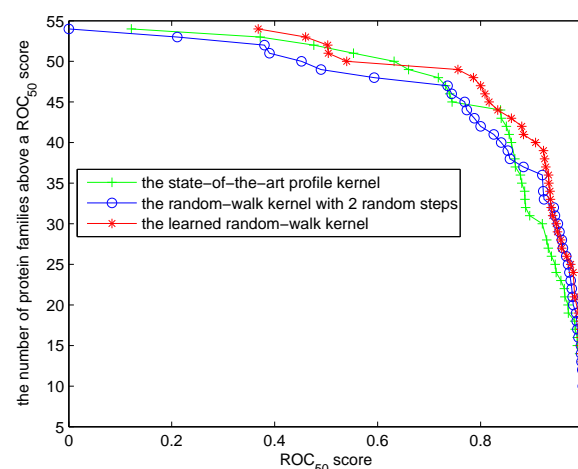 the number of protein families above a ROC50 score
55
50
45
40
35
30
25
20
15
10
5
the state−of−the−art profile kernel
the random−walk kernel with 2 random steps
the learned random−walk kernel
0 0.2 0.4 0.6 0.8
ROC50 score